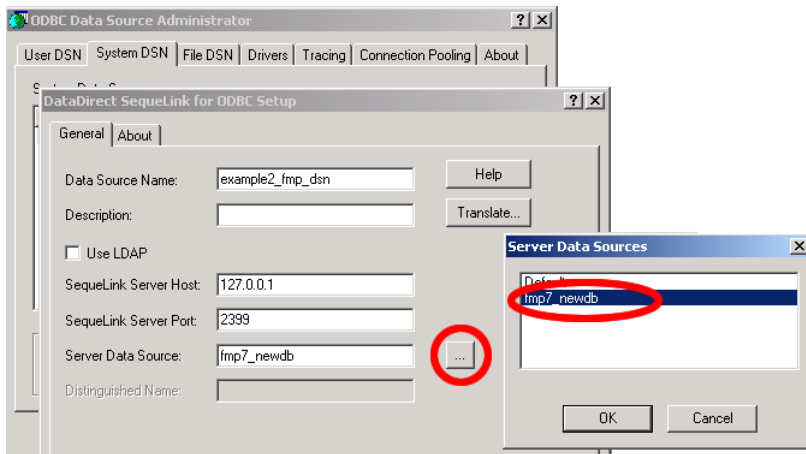 ODBC Data Source Administrator
User DSN System DSN File DSN Drivers Tracing Connection Pooling About
DataDirect SequeLink for ODBC Setup
General About
Data Source Name: example2_fmp_dsn Help
Description: Translate...
Use LDAP
SequeLink Server Host: 127.0.0.1
SequeLink Server Port: 2399
Server Data Source: fmp7_newdb ...
Distinguished Name:
Server Data Sources
Default
fmp7_newdb
OK Cancel